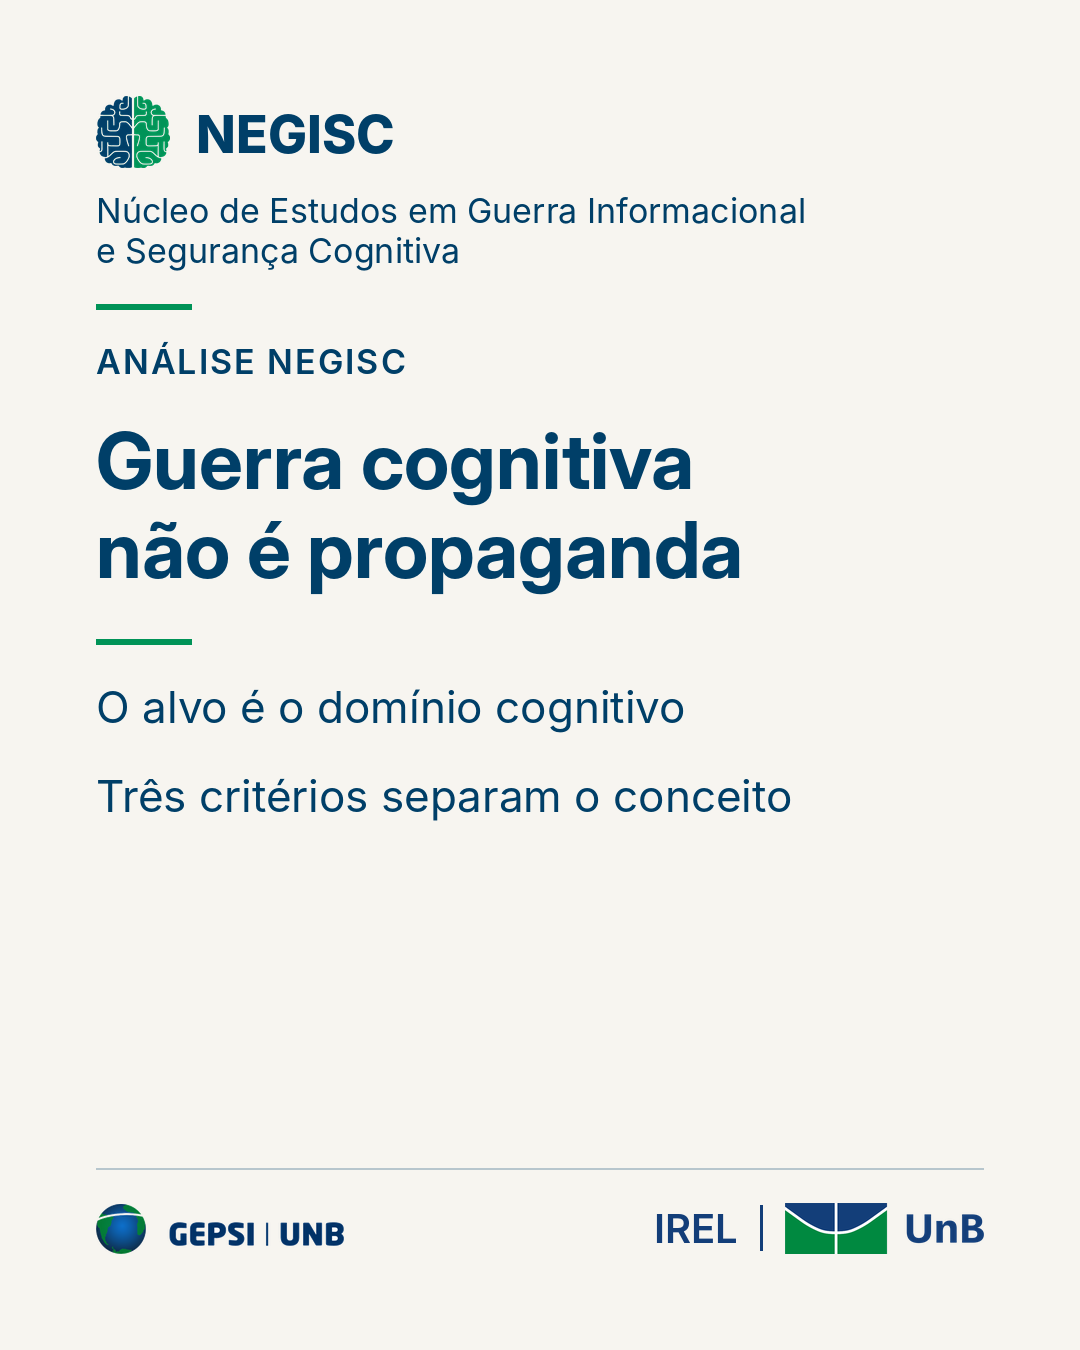 NEGISC
Núcleo de Estudos em Guerra Informacional
e Segurança Cognitiva
ANÁLISE NEGISC
Guerra cognitiva
não é propaganda
O alvo é o domínio cognitivo
Três critérios separam o conceito
GEPSI | UNB
IREL | UnB